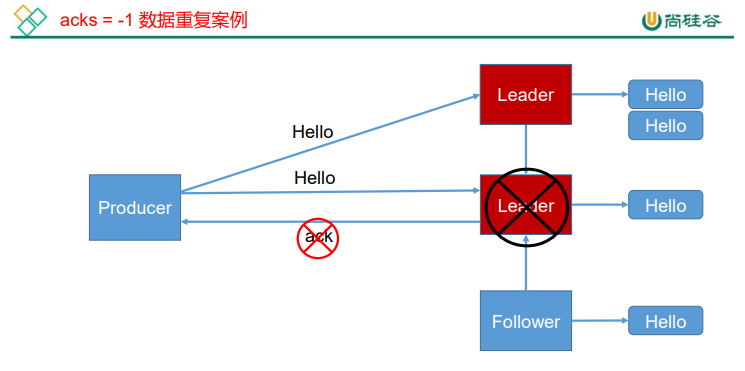 acks = -1 数据重复案例
尚硅谷
Leader
Hello
Hello
Hello
Hello
Producer
Leader
Hello
ack
Follower
Hello